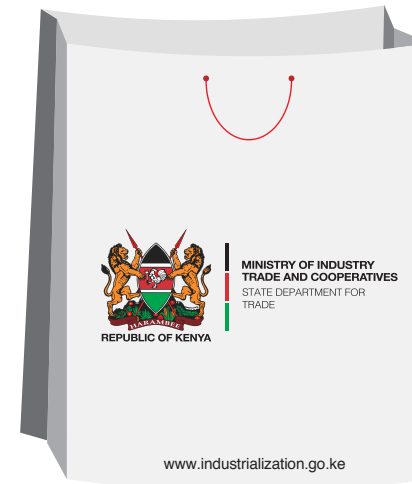 HARAMBEE
REPUBLIC OF KENYA
MINISTRY OF INDUSTRY
TRADE AND COOPERATIVES
STATE DEPARTMENT FOR
TRADE
www.industrialization.go.ke